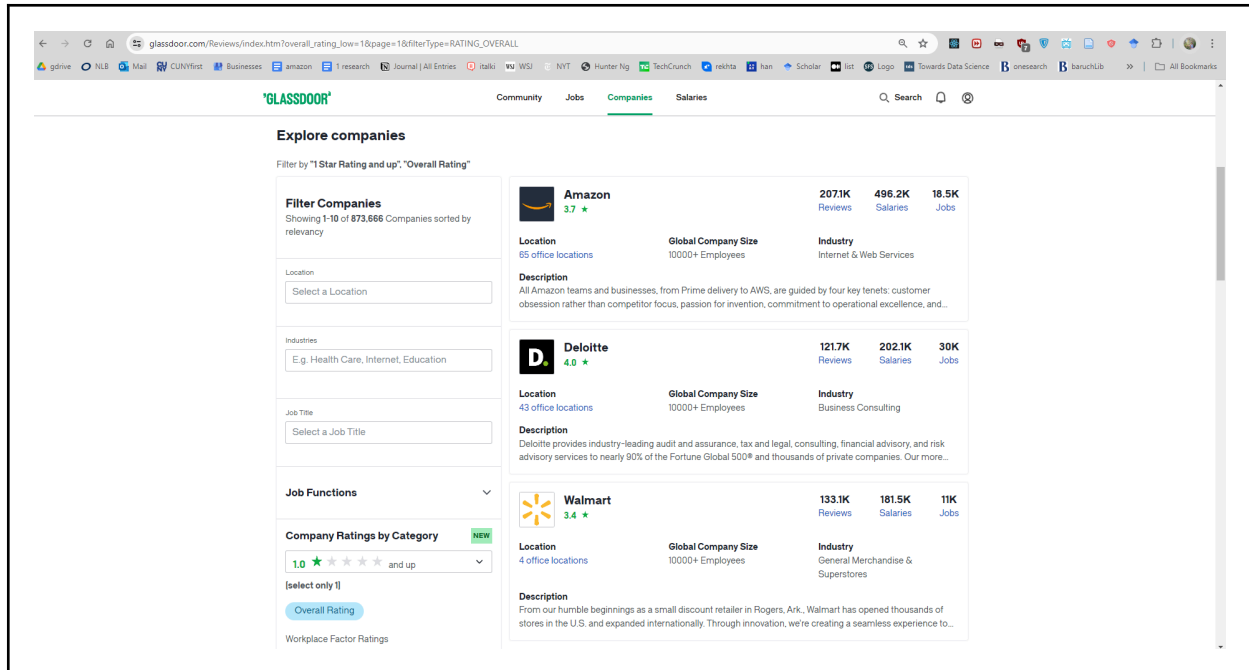 glassdoor.com/Reviews/index.htm?overall_rating_low=1&page=1&filterType=RATING_OVERALL
gdrive NLB Mail CUNYfirst Businesses amazon 1 research Journal | All Entries italki WSJ NYT Hunter Ng TechCrunch rekhta han Scholar list Logo Towards Data Science onesearch baruchLib » All Bookmarks
GLASSDOOR
Community Jobs Companies Salaries Search
Explore companies
Filter by "1 Star Rating and up", "Overall Rating"
Filter Companies
Showing 1-10 of 873,666 Companies sorted by
relevancy
Location
Select a Location
Industries
E.g. Health Care, Internet, Education
Job Title
Select a Job Title
Job Functions
Company Ratings by Category NEW
1.0 and up
[select only 1]
Overall Rating
Workplace Factor Ratings
Amazon 207.1K 496.2K 18.5K
3.7 ★ Reviews Salaries Jobs
Location Global Company Size Industry
65 office locations 10000+ Employees Internet & Web Services
Description
All Amazon teams and businesses, from Prime delivery to AWS, are guided by four key tenets: customer
obsession rather than competitor focus, passion for invention, commitment to operational excellence, and...
D. Deloitte 121.7K 202.1K 30K
4.0 ★ Reviews Salaries Jobs
Location Global Company Size Industry
43 office locations 10000+ Employees Business Consulting
Description
Deloitte provides industry-leading audit and assurance, tax and legal, consulting, financial advisory, and risk
advisory services to nearly 90% of the Fortune Global 500® and thousands of private companies. Our more...
Walmart 133.1K 181.5K 11K
3.4 ★ Reviews Salaries Jobs
Location Global Company Size Industry
4 office locations 10000+ Employees General Merchandise &
Superstores
Description
From our humble beginnings as a small discount retailer in Rogers, Ark., Walmart has opened thousands of
stores in the U.S. and expanded internationally. Through innovation, we're creating a seamless experience to...